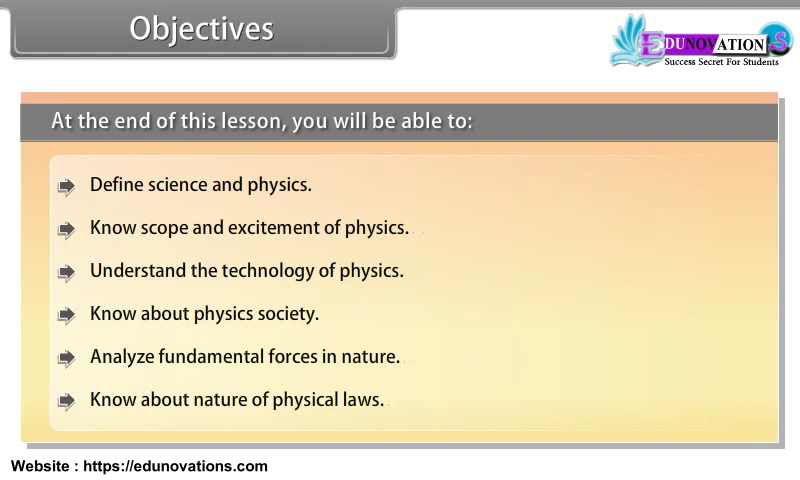 Objectives
EDUNOVATIONS
Success Secret For Students
At the end of this lesson, you will be able to:
Define science and physics.
Know scope and excitement of physics.
Understand the technology of physics.
Know about physics society.
Analyze fundamental forces in nature.
Know about nature of physical laws.
Website : https://edunovations.com